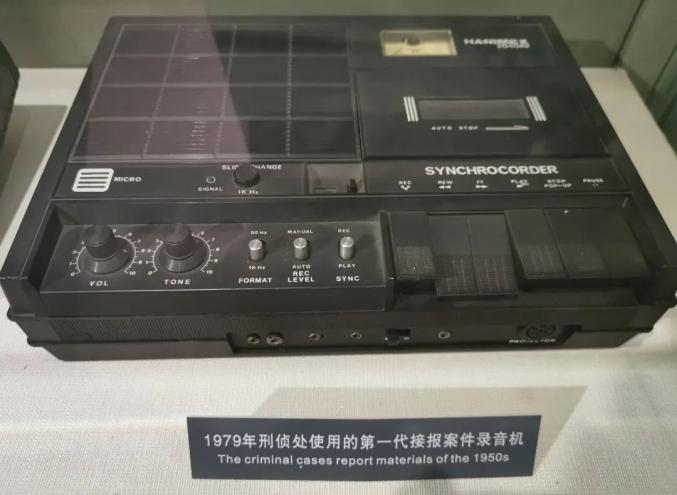 HANIMEX
AUTO STOP
SYNCHROCORDER
SLIDE CHANGE
MICRO
SIGNAL
1K Hz
REC
REW
FF
PLAY
STOP
POP-UP
PAUSE
50 Hz
MANUAL
REC
1K Hz
AUTO
PLAY
VOL
TONE
FORMAT
REC
LEVEL
SYNC
PROJECTOR
1979年刑侦处使用的第一代接报案件录音机
The criminal cases report materials of the 1950s